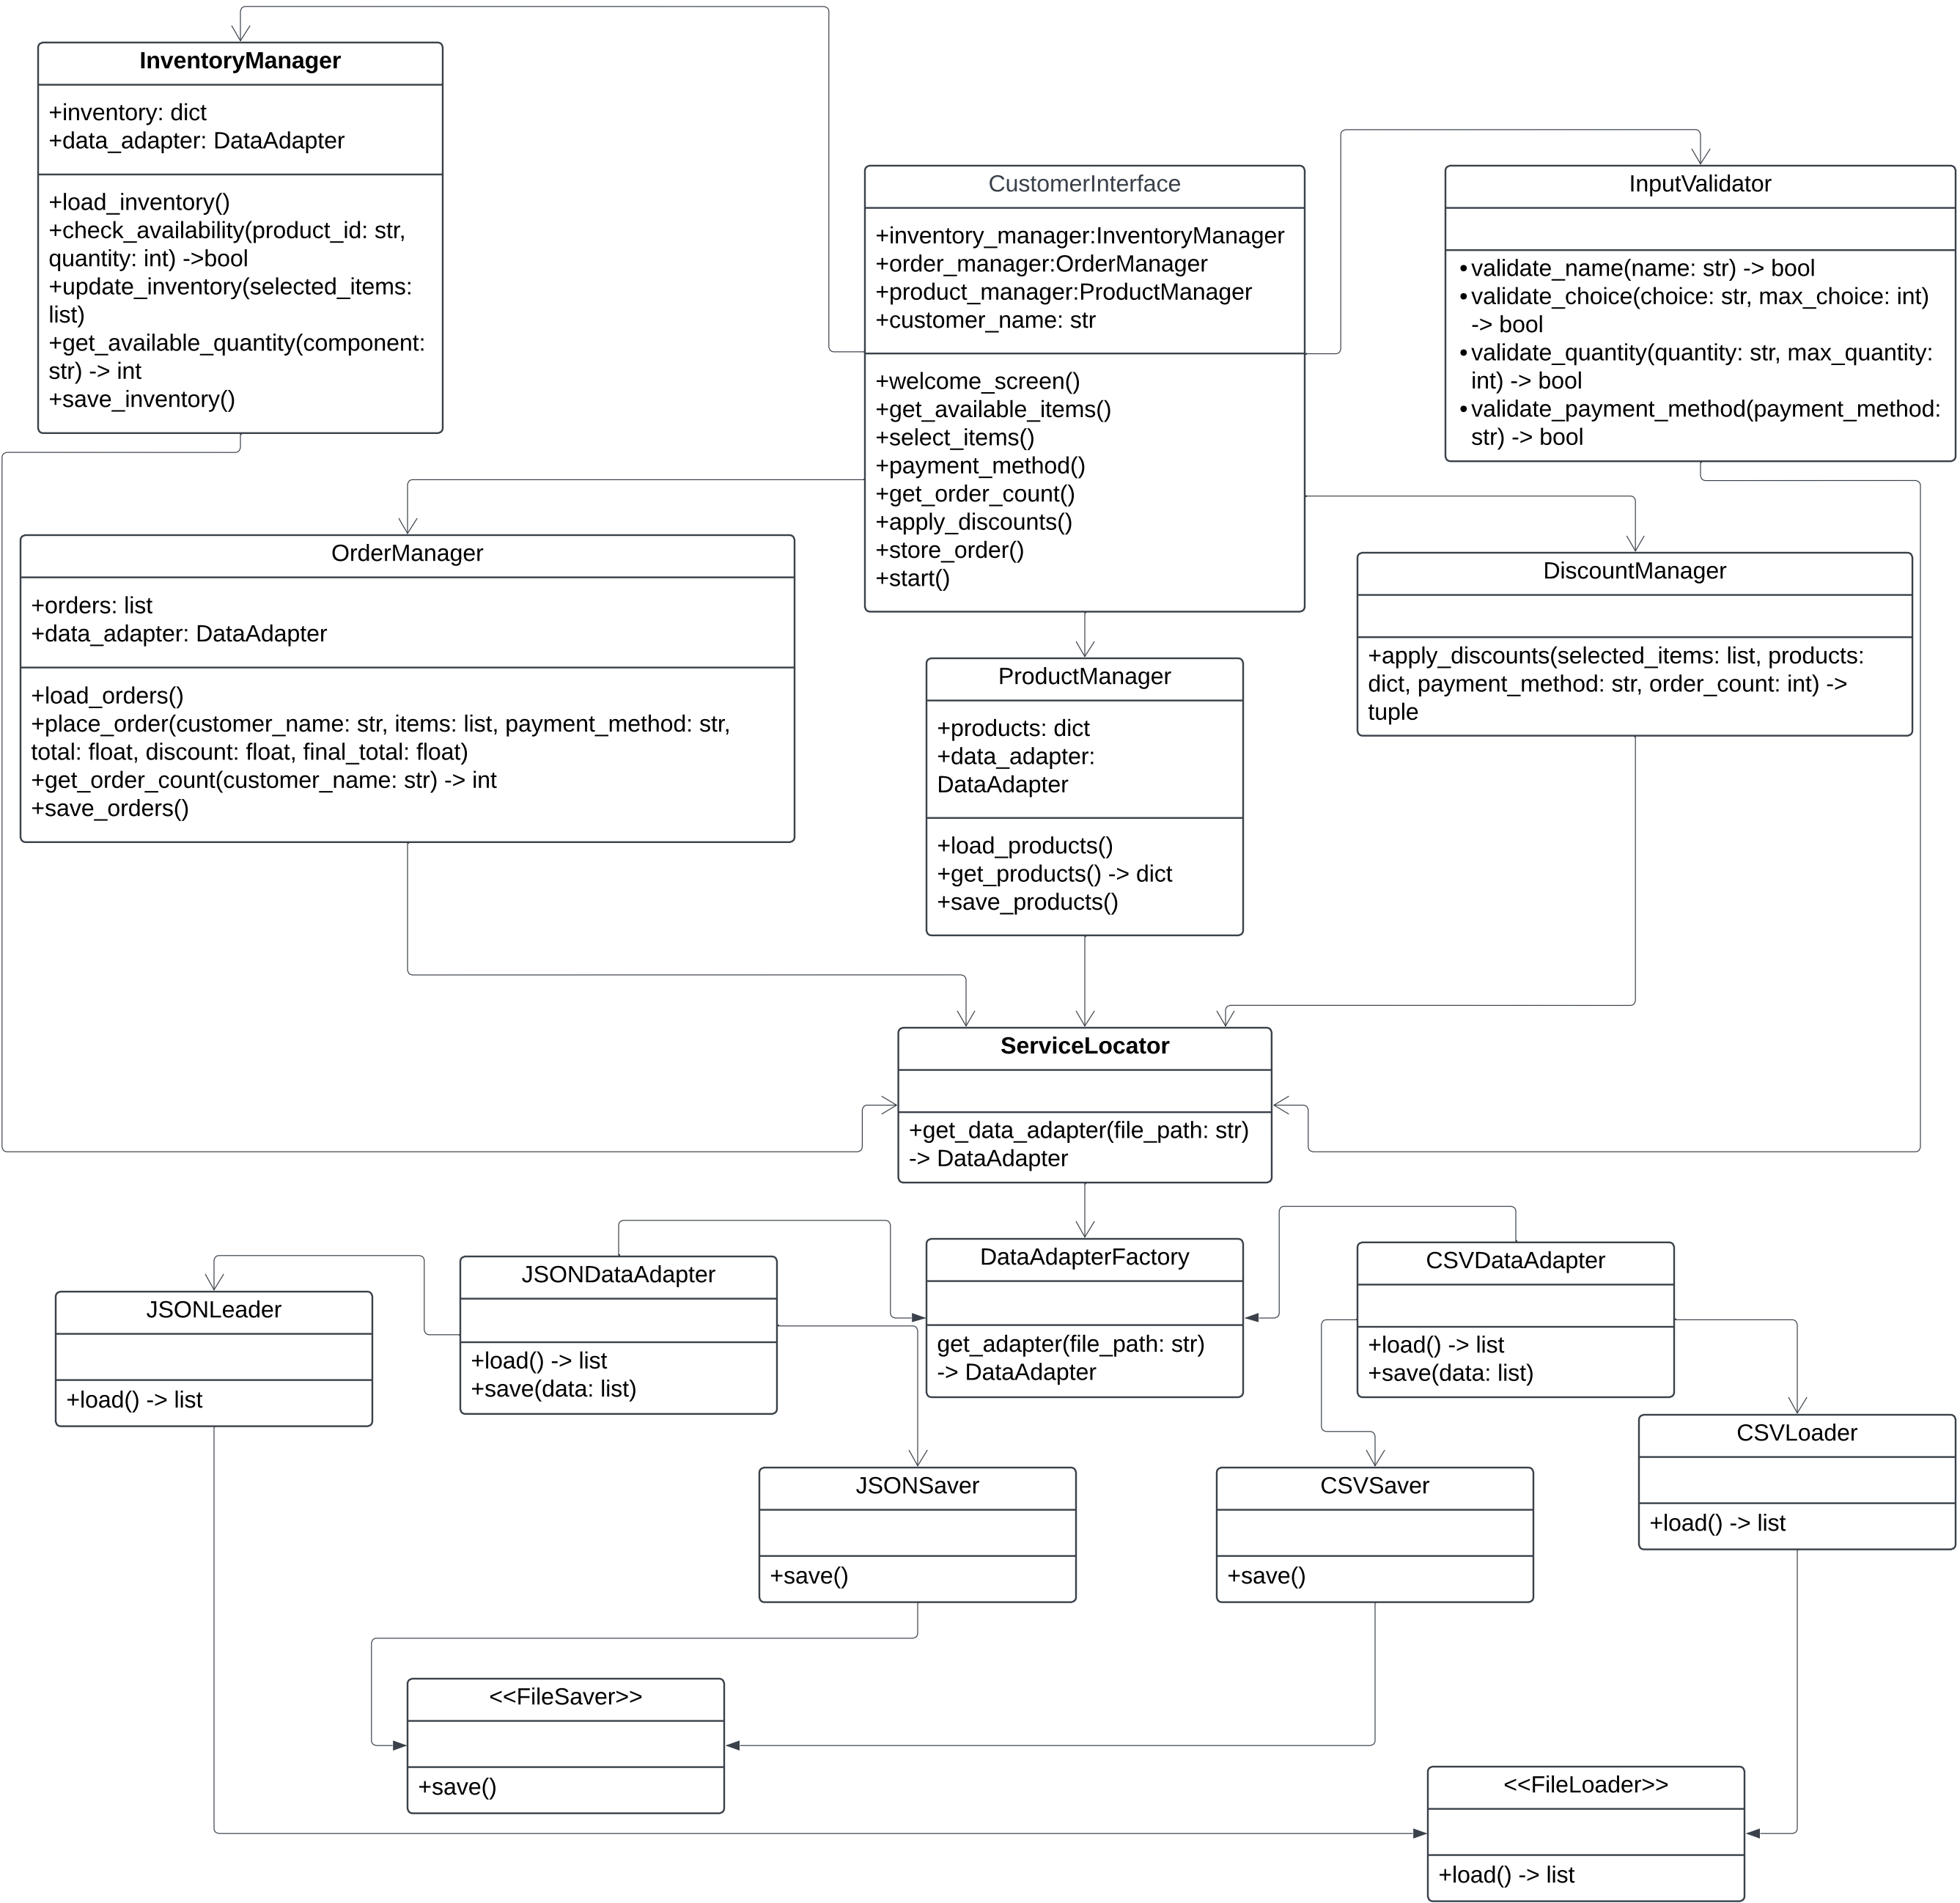 InventoryManager
+inventory: dict
+data_adapter: DataAdapter
+load_inventory()
+check_availability(product_id: str,
quantity: int) ->bool
+update_inventory(selected_items:
list)
+get_available_quantity(component:
str) -> int
+save_inventory()
CustomerInterface
+inventory_manager:InventoryManager
+order_manager:OrderManager
+product_manager:ProductManager
+customer_name: str
+welcome_screen()
+get_available_items()
+select_items()
+payment_method()
+get_order_count()
+apply_discounts()
+store_order()
+start()
InputValidator
• validate_name(name: str) -> bool
• validate_choice(choice: str, max_choice: int)
-> bool
• validate_quantity(quantity: str, max_quantity:
int) -> bool
• validate_payment_method(payment_method:
str) -> bool
OrderManager
+orders: list
+data_adapter: DataAdapter
+load_orders()
+place_order(customer_name: str, items: list, payment_method: str,
total: float, discount: float, final_total: float)
+get_order_count(customer_name: str) -> int
+save_orders()
ProductManager
+products: dict
+data_adapter:
DataAdapter
+load_products()
+get_products() -> dict
+save_products()
DiscountManager
+apply_discounts(selected_items: list, products:
dict, payment_method: str, order_count: int) ->
tuple
ServiceLocator
+get_data_adapter(file_path: str)
-> DataAdapter
JSONLeader
+load() -> list
JSONDataAdapter
+load() -> list
+save(data: list)
DataAdapterFactory
get_adapter(file_path: str)
-> DataAdapter
CSVDataAdapter
+load() -> list
+save(data: list)
CSVLoader
+load() -> list
JSONSaver
+save()
CSVSaver
+save()
<<FileSaver>>
+save()
<<FileLoader>>
+load() -> list